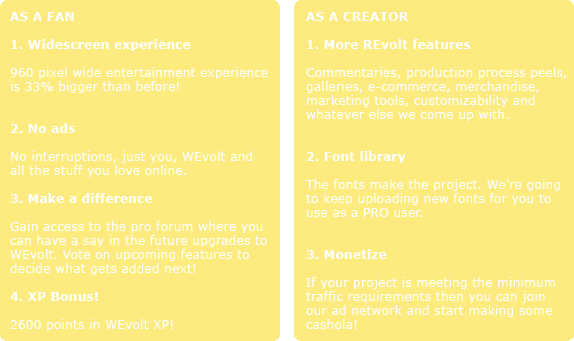 AS A FAN
1. Widescreen experience
960 pixel wide entertainment experience
is 33% bigger than before!
2. No ads
No interruptions, just you, WEvolt and
all the stuff you love online.
3. Make a difference
Gain access to the pro forum where you
can have a say in the future upgrades to
WEvolt. Vote on upcoming features to
decide what gets added next!
4. XP Bonus!
2600 points in WEvolt XP!
AS A CREATOR
1. More REvolt features
Commentaries, production process peels,
galleries, e-commerce, merchandise,
marketing tools, customizability and
whatever else we come up with.
2. Font library
The fonts make the project. We're going
to keep uploading new fonts for you to
use as a PRO user.
3. Monetize
If your project is meeting the minimum
traffic requirements then you can join
our ad network and start making some
cashola!